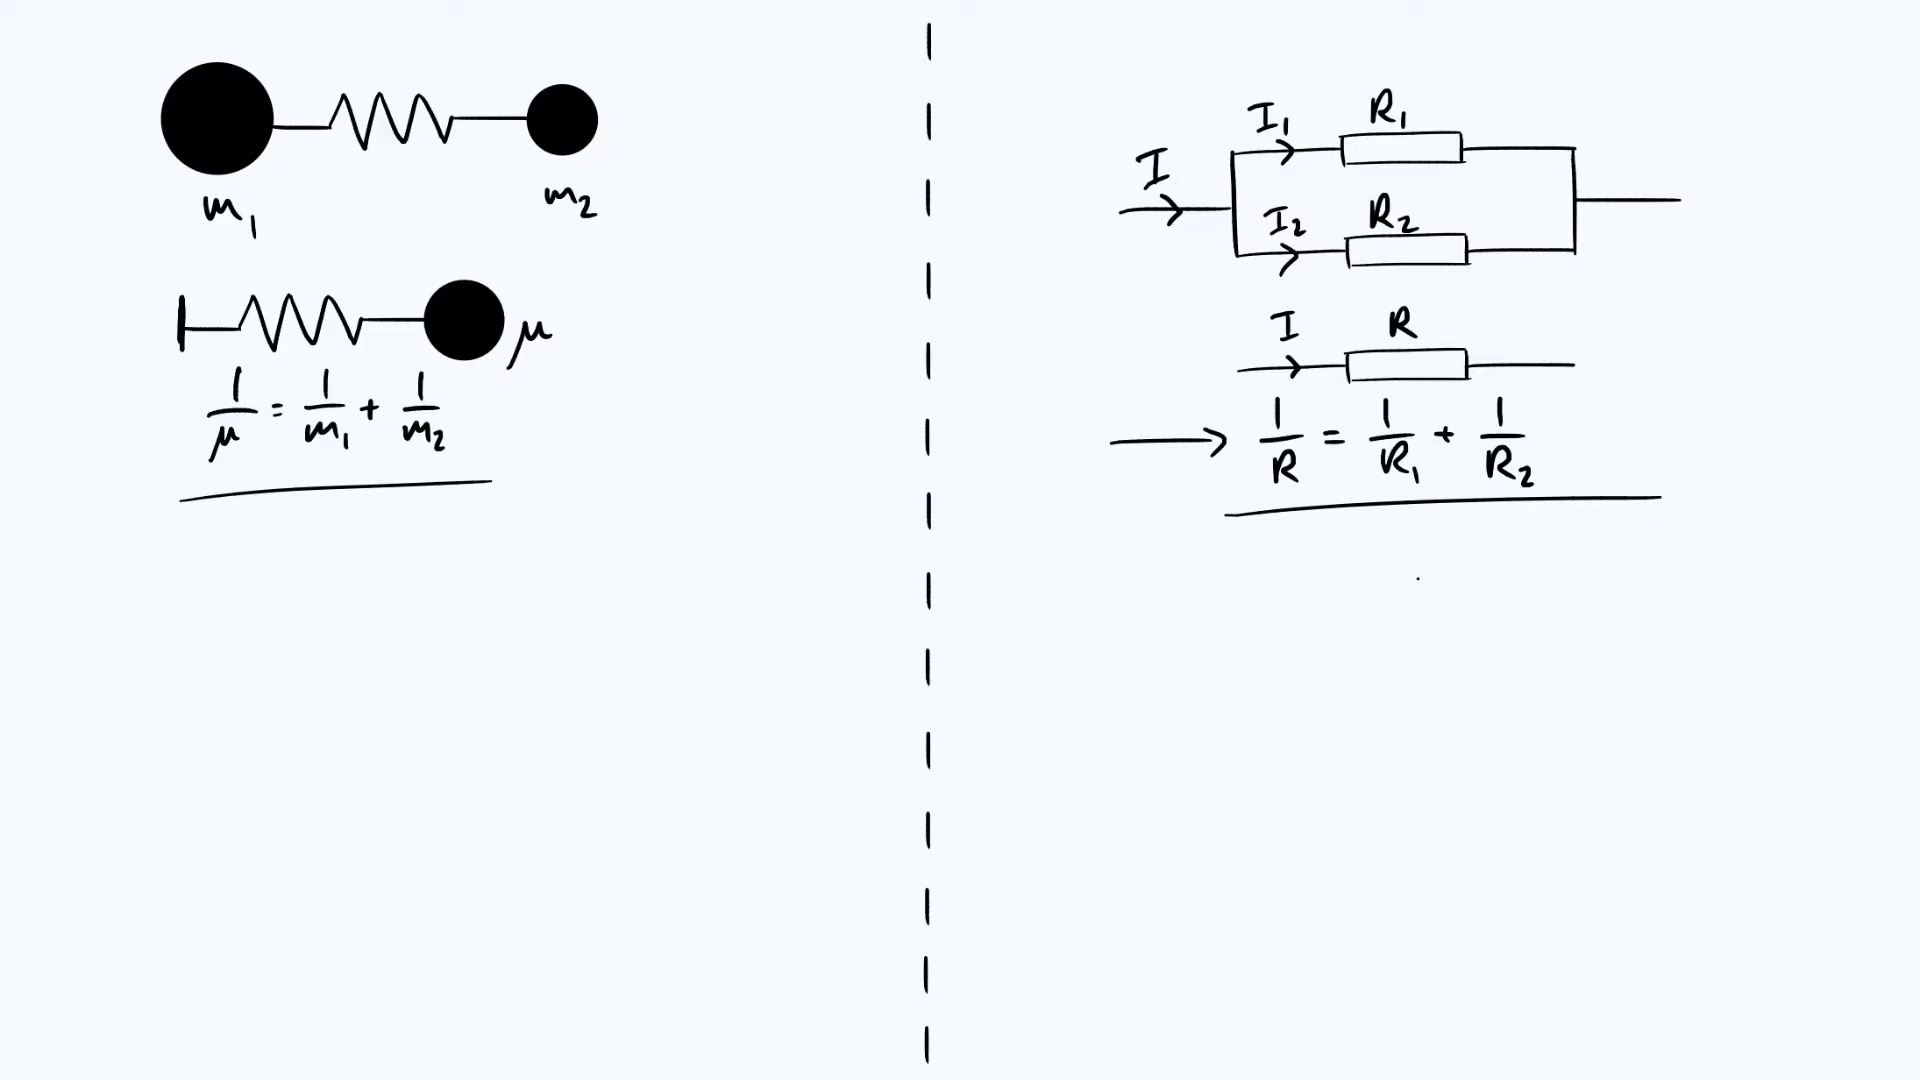 m₁ m₂
μ
1/μ = 1/m₁ + 1/m₂
I I₁ R₁
I₂ R₂
I R
→ 1/R = 1/R₁ + 1/R₂